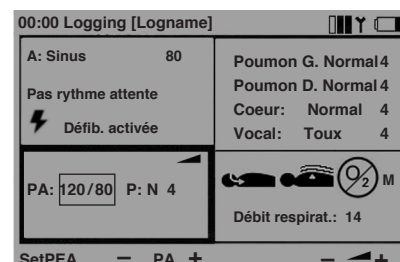 00:00 Logging [Logname]
A: Sinus 80
Pas rythme attente
Défib. activée
Poumon G. Normal 4
Poumon D. Normal 4
Coeur: Normal 4
Vocal: Toux 4
PA: 120/80 P: N 4
O2 M
Débit respirat.: 14
SetPEA – PA + – +